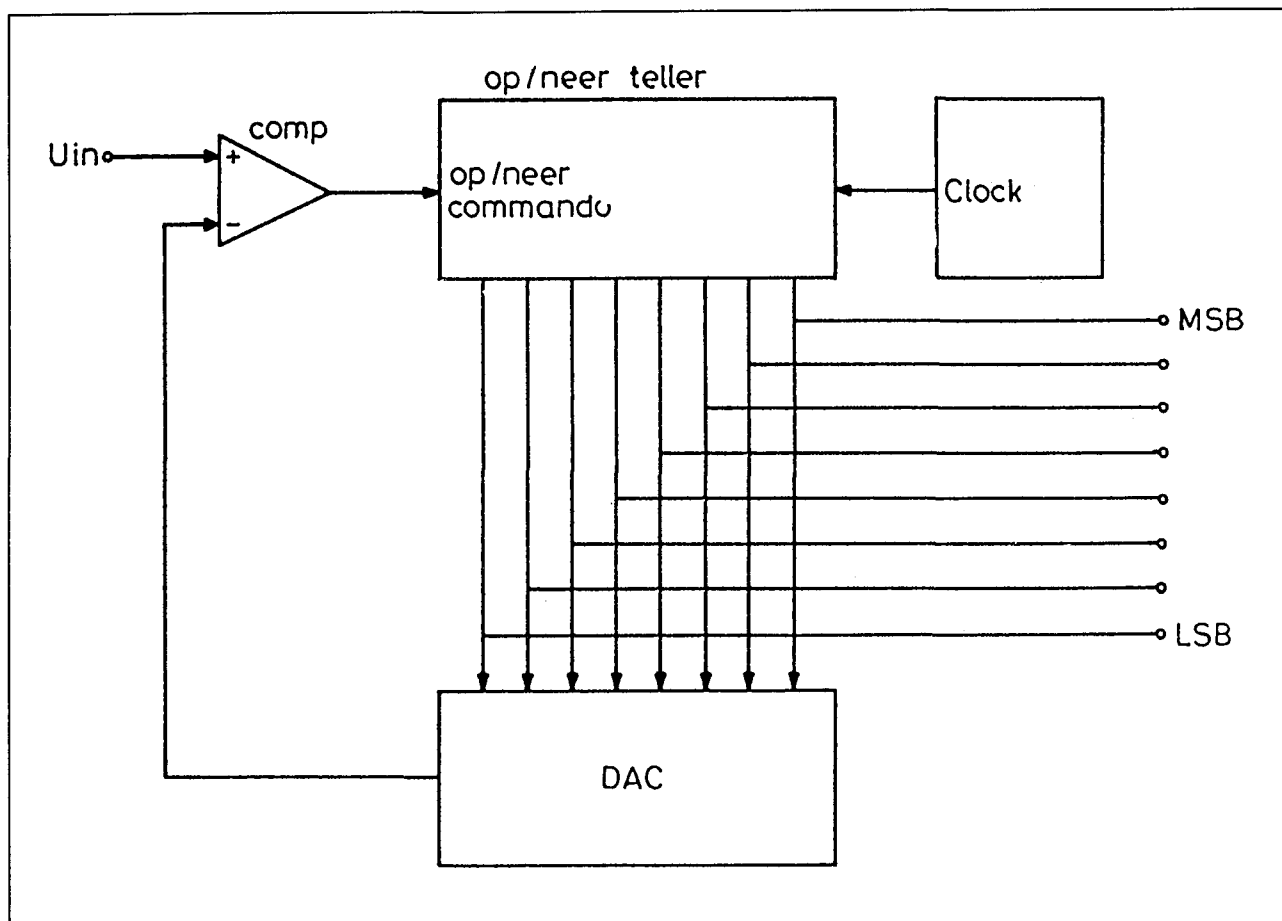 op/neer teller
comp
Uin
+
-
op/neer
commando
Clock
MSB
LSB
DAC